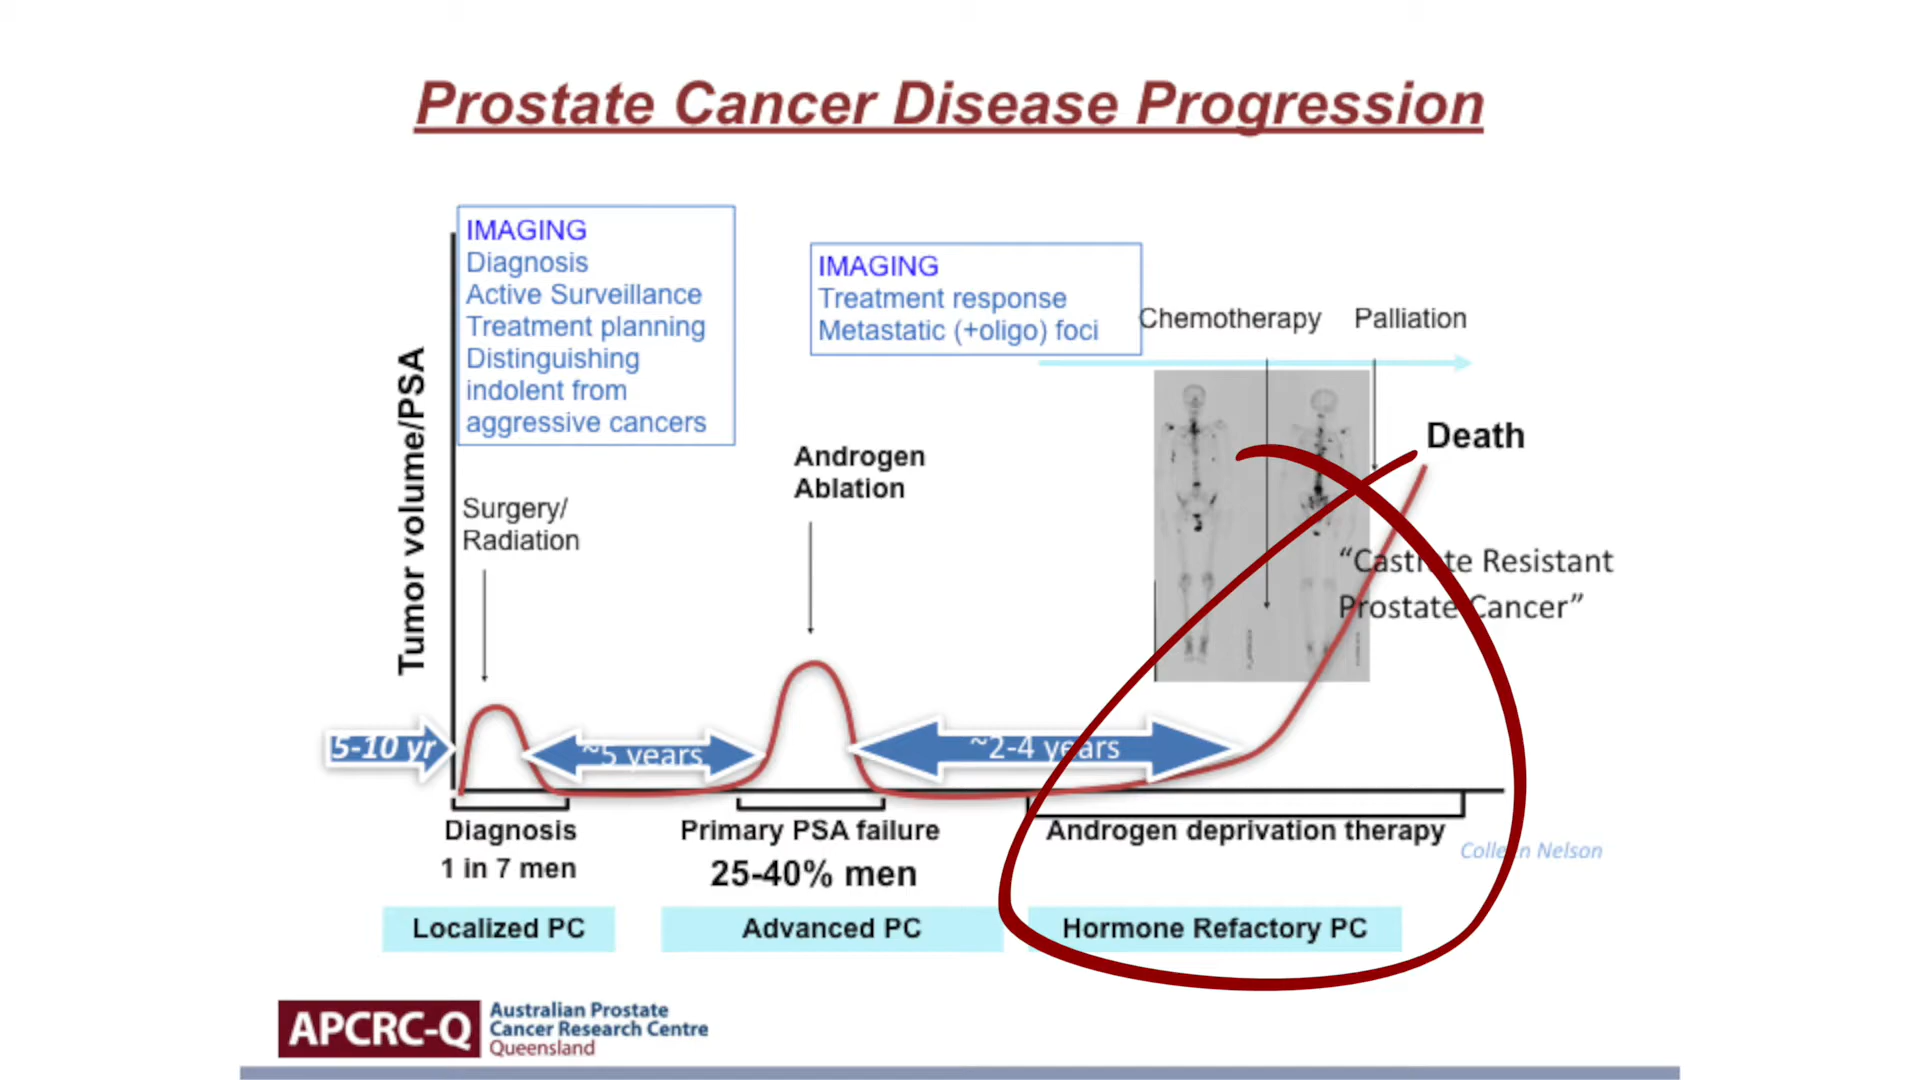 Prostate Cancer Disease Progression
IMAGING
Diagnosis
Active Surveillance
Treatment planning
Distinguishing
indolent from
aggressive cancers
IMAGING
Treatment response
Metastatic (+oligo) foci
Chemotherapy
Palliation
Death
Tumor volume/PSA
Androgen
Ablation
Surgery/
Radiation
“Castrate Resistant
Prostate Cancer”
5-10 yr
~5 years
~2-4 years
Diagnosis
1 in 7 men
Primary PSA failure
25-40% men
Androgen deprivation therapy
Colleen Nelson
Localized PC
Advanced PC
Hormone Refactory PC
APCRC-Q
Australian Prostate
Cancer Research Centre
Queensland